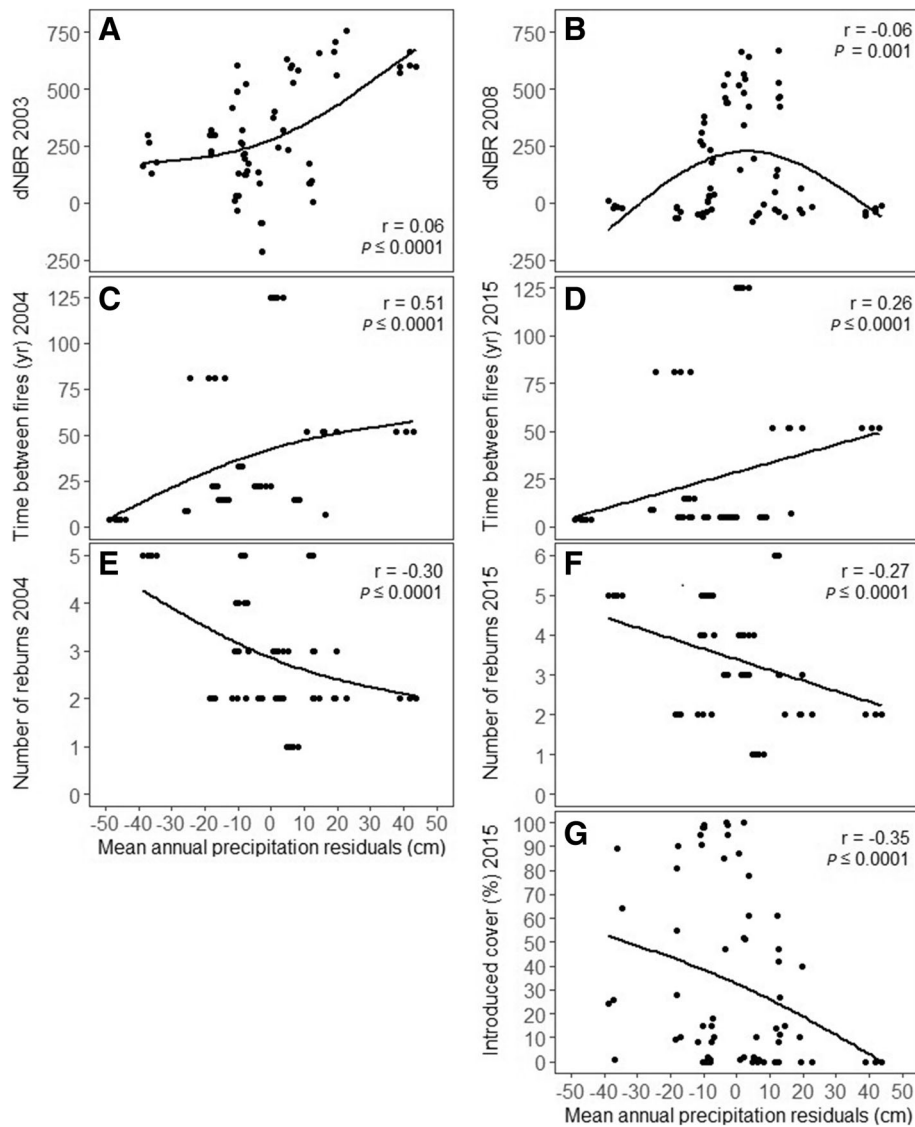 A
r = 0.06
P ≤ 0.0001
dNBR 2003
750
500
250
0
250
B
r = -0.06
P = 0.001
dNBR 2008
750
500
250
0
250
C
r = 0.51
P ≤ 0.0001
Time between fires (yr) 2004
125
100
75
50
25
0
D
r = 0.26
P ≤ 0.0001
Time between fires (yr) 2015
125
100
75
50
25
0
E
r = -0.30
P ≤ 0.0001
Number of reburns 2004
5
4
3
2
1
0
-50 -40 -30 -20 -10 0 10 20 30 40 50
Mean annual precipitation residuals (cm)
F
r = -0.27
P ≤ 0.0001
Number of reburns 2015
6
5
4
3
2
1
0
G
r = -0.35
P ≤ 0.0001
Introduced cover (%) 2015
100
90
80
70
60
50
40
30
20
10
0
-50 -40 -30 -20 -10 0 10 20 30 40 50
Mean annual precipitation residuals (cm)